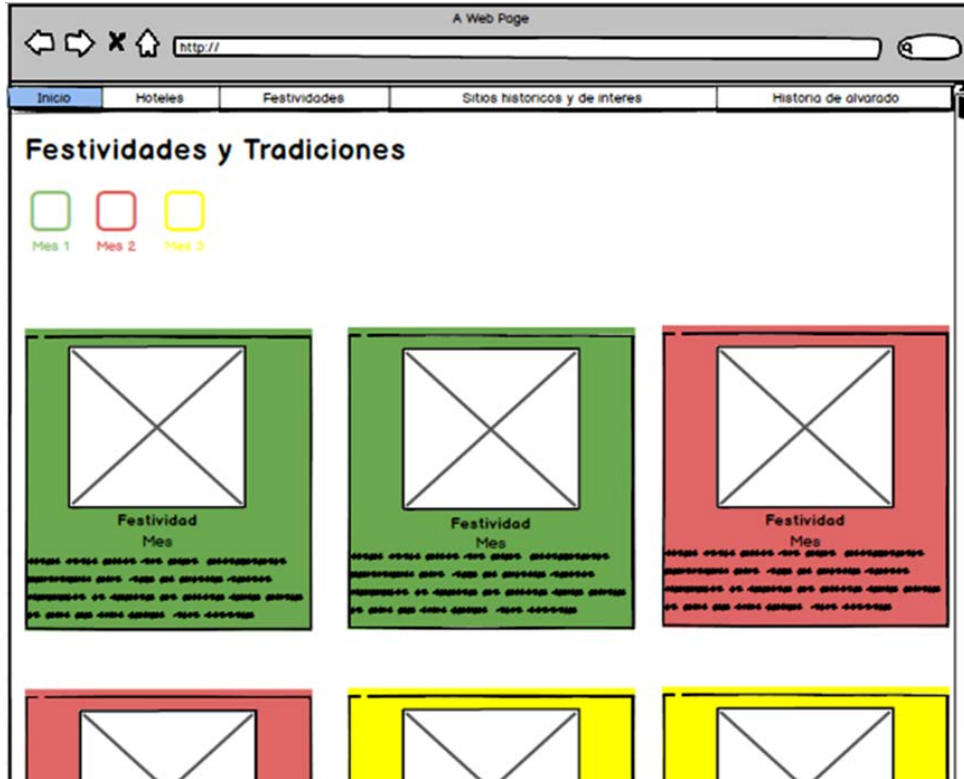 A Web Page
http://
Inicio Hoteles Festividades Sitios historicos y de interes Historia de alvarado
Festividades y Tradiciones
Mes 1 Mes 2 Mes 3
Festividad Festividad Festividad
Mes Mes Mes